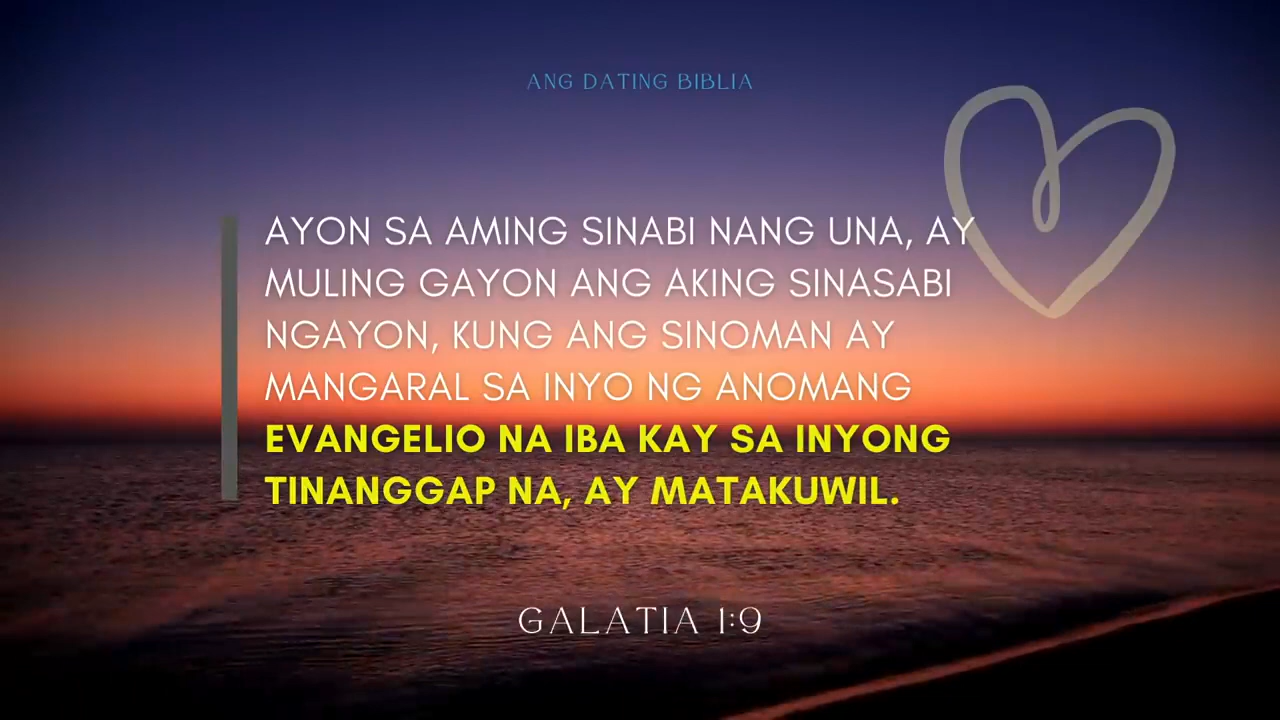 ANG DATING BIBLIA
AYON SA AMING SINABI NANG UNA, AY
MULING GAYON ANG AKING SINASABI
NGAYON, KUNG ANG SINOMAN AY
MANGARAL SA INYO NG ANOMANG
EVANGELIO NA IBA KAY SA INYONG
TINANGGAP NA, AY MATAKUWIL.
GALATIA 1:9